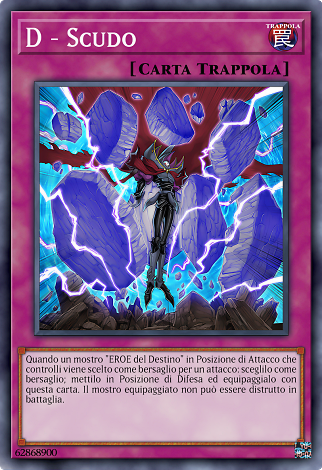 D - Scudo
TRAPPOLA
罠
[Carta Trappola]
Quando un mostro "EROE del Destino" in Posizione di Attacco che
controlli viene scelto come bersaglio per un attacco: sceglilo come
bersaglio; mettilo in Posizione di Difesa ed equipaggialo con
questa carta. Il mostro equipaggiato non può essere distrutto in
battaglia.
62868900